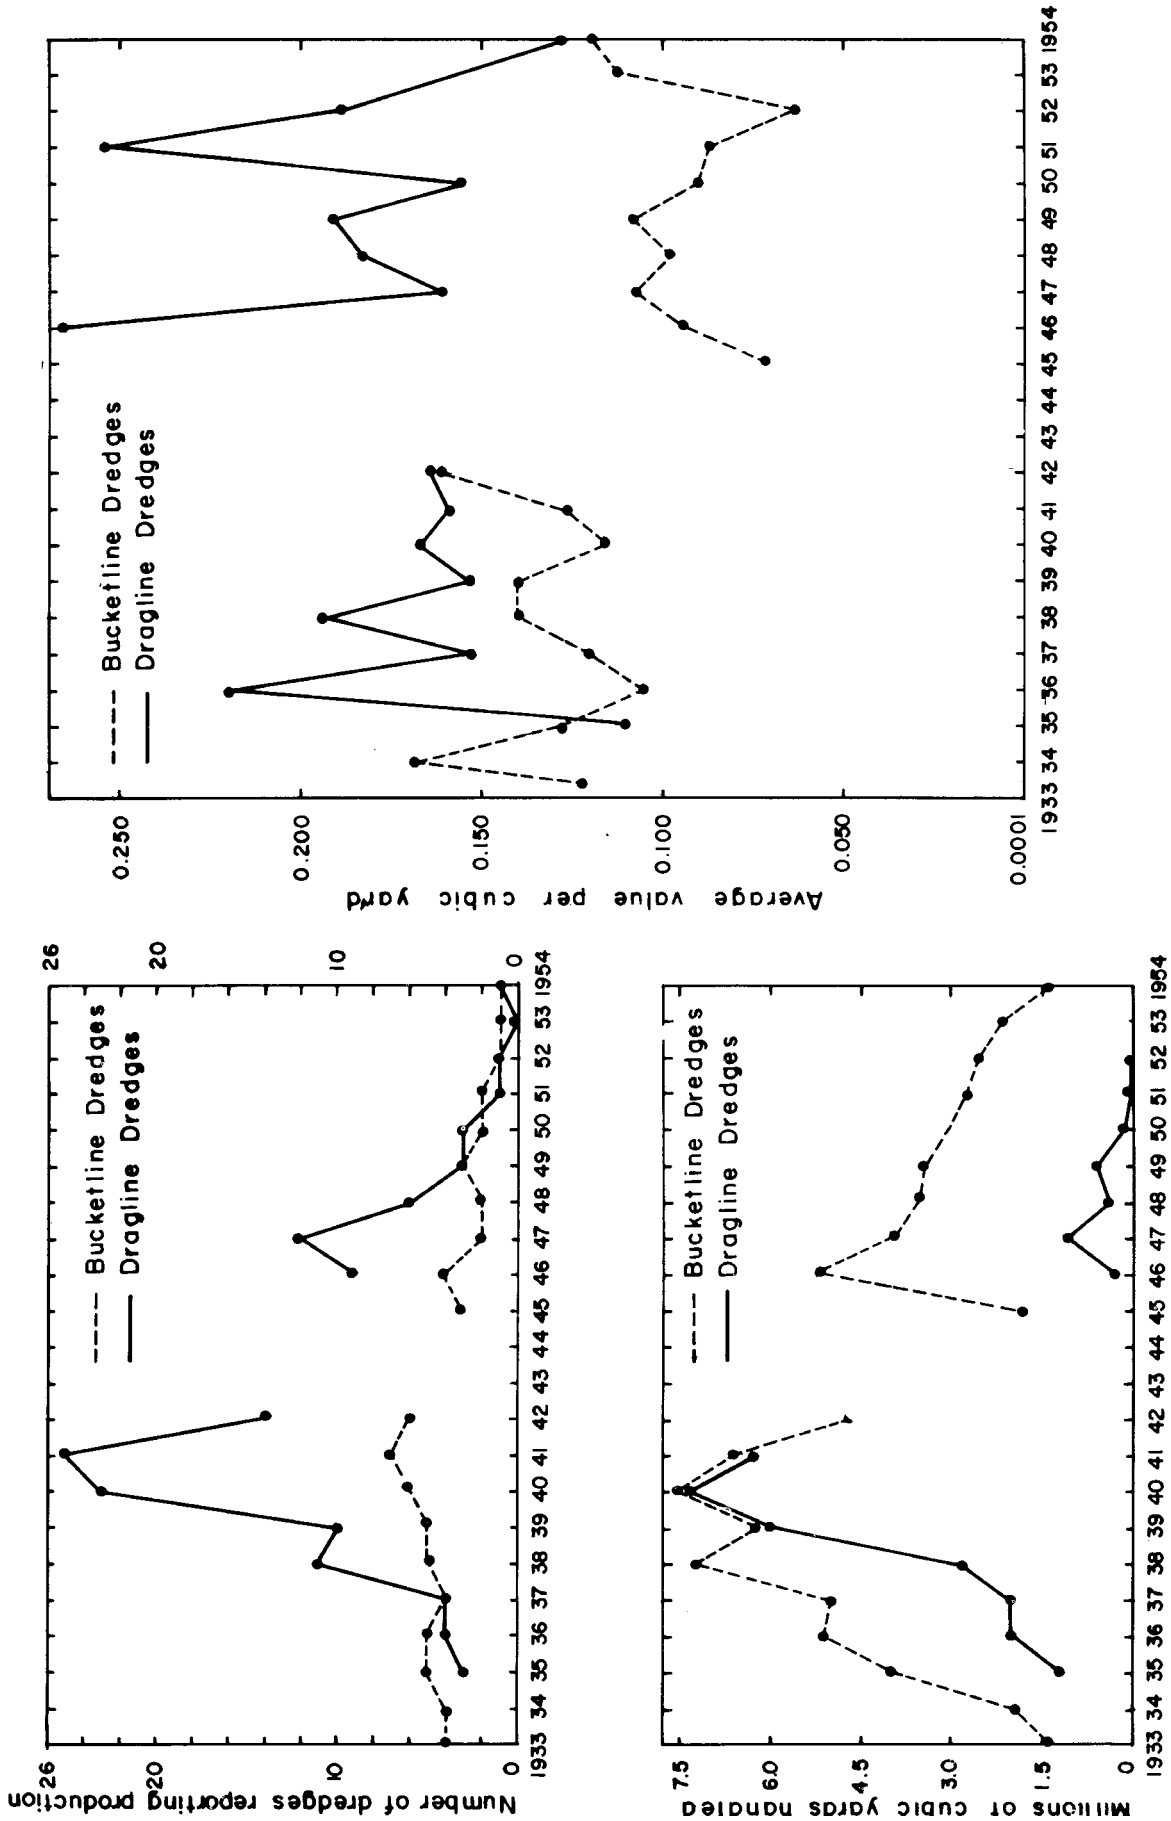 Number of dredges reporting production
26
20
10
0
26
20
10
0
Bucketline Dredges
Dragline Dredges
1933 34 35 36 37 38 39 40 41 42 43 44 45 46 47 48 49 50 51 52 53 1954
Millions of cubic yards handled
7.5
6.0
4.5
3.0
1.5
0
Bucketline Dredges
Dragline Dredges
1933 34 35 36 37 38 39 40 41 42 43 44 45 46 47 48 49 50 51 52 53 1954
Average value per cubic yard
0.250
0.200
0.150
0.100
0.050
0.0001
Bucketline Dredges
Dragline Dredges
1933 34 35 36 37 38 39 40 41 42 43 44 45 46 47 48 49 50 51 52 53 1954